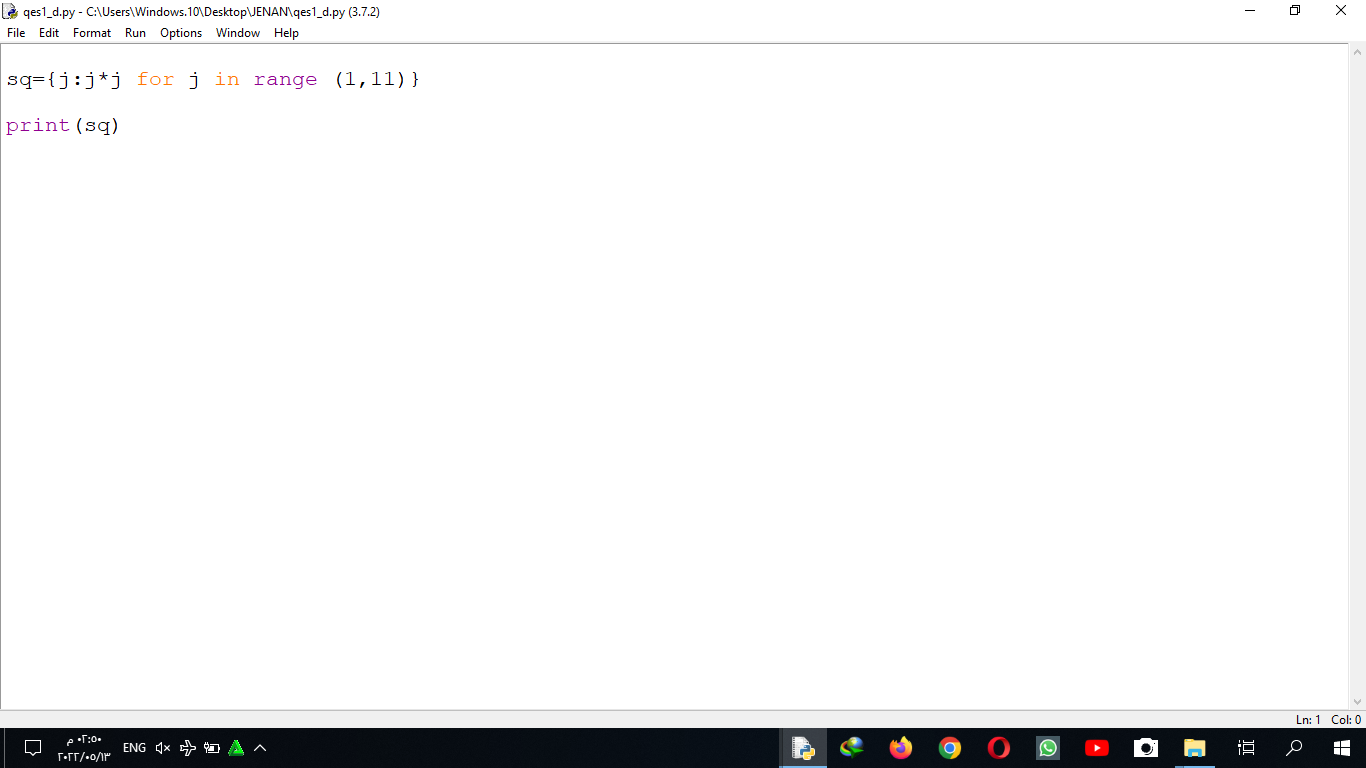 qes1_d.py - C:\Users\Windows.10\Desktop\JENAN\qes1_d.py (3.7.2)
File Edit Format Run Options Window Help
sq={j:j*j for j in range (1,11)}
print(sq)
Ln: 1 Col: 0
٠٢:٥٠ م
ENG
٢٠٢٢/٠٥/١٣